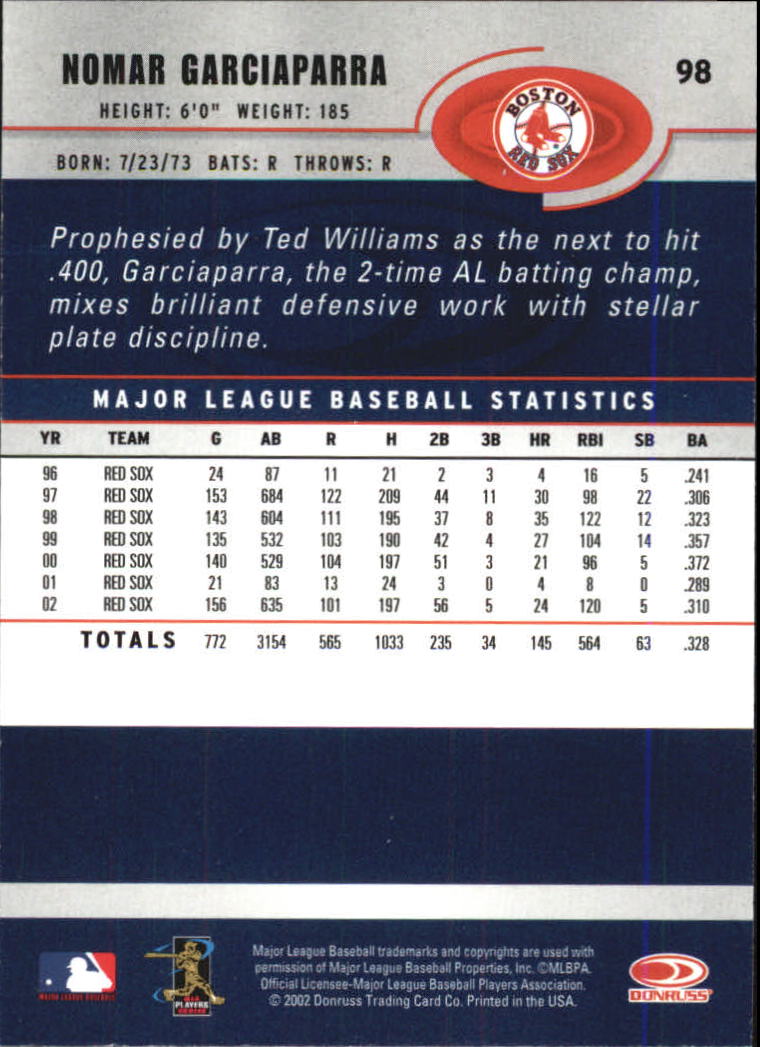 NOMAR GARCIAPARRA
98
HEIGHT: 6'0" WEIGHT: 185
BORN: 7/23/73 BATS: R THROWS: R
BOSTON
RED SOX
Prophesied by Ted Williams as the next to hit
.400, Garciaparra, the 2-time AL batting champ,
mixes brilliant defensive work with stellar
plate discipline.
MAJOR LEAGUE BASEBALL STATISTICS
YR TEAM G AB R H 2B 3B HR RBI SB BA
96 RED SOX 24 87 11 21 2 3 4 16 5 .241
97 RED SOX 153 684 122 209 44 11 30 98 22 .306
98 RED SOX 143 604 111 195 37 8 35 122 12 .323
99 RED SOX 135 532 103 190 42 4 27 104 14 .357
00 RED SOX 140 529 104 197 51 3 21 96 5 .372
01 RED SOX 21 83 13 24 3 0 4 8 0 .289
02 RED SOX 156 635 101 197 56 5 24 120 5 .310
TOTALS 772 3154 565 1033 235 34 145 564 63 .328
Major League Baseball trademarks and copyrights are used with
permission of Major League Baseball Properties, Inc. ©MLBPA
Official Licensee-Major League Baseball Players Association.
© 2002 Donruss Trading Card Co. Printed in the USA.
MAJOR LEAGUE BASEBALL
PLAYERS
DONRUSS